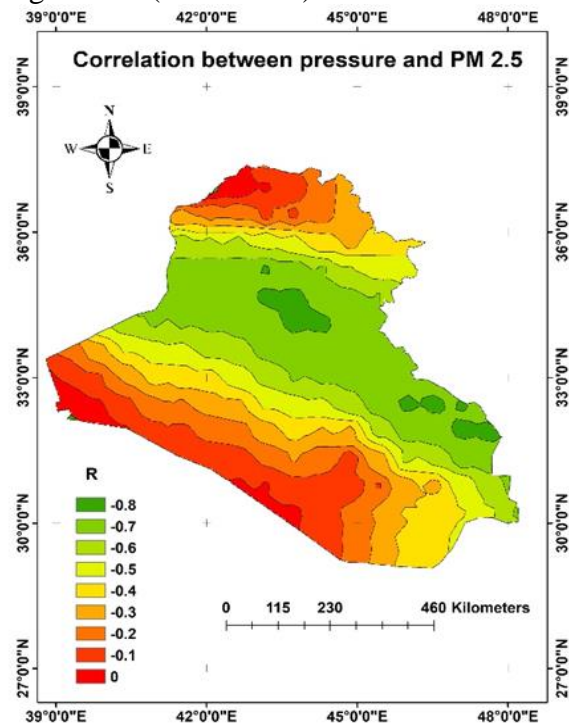 39°0'0"E 42°0'0"E 45°0'0"E 48°0'0"E
Correlation between pressure and PM 2.5
N
W E
S
39°0'0"N 39°0'0"N
36°0'0"N 36°0'0"N
33°0'0"N 33°0'0"N
30°0'0"N 30°0'0"N
27°0'0"N 27°0'0"N
R
-0.8
-0.7
-0.6
-0.5
-0.4
-0.3
-0.2
-0.1
0
0 115 230 460 Kilometers
39°0'0"E 42°0'0"E 45°0'0"E 48°0'0"E